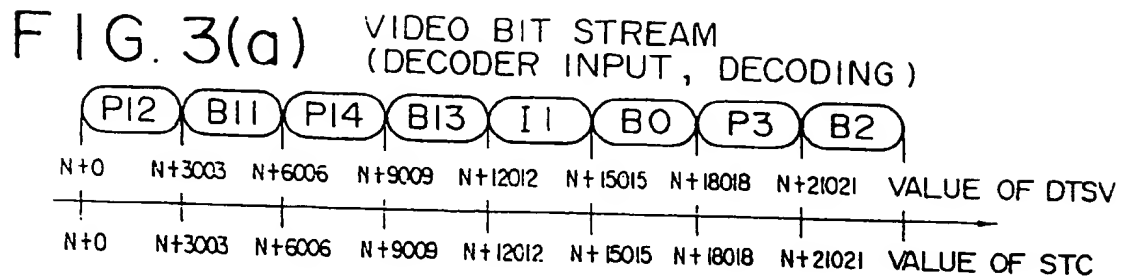 FIG. 3(a) VIDEO BIT STREAM
(DECODER INPUT, DECODING)
P12 B11 P14 B13 I1 B0 P3 B2
N+0 N+3003 N+6006 N+9009 N+12012 N+15015 N+18018 N+21021 VALUE OF DTSV
N+0 N+3003 N+6006 N+9009 N+12012 N+15015 N+18018 N+21021 VALUE OF STC